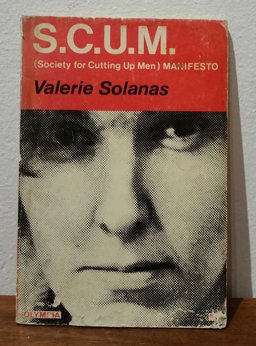 S.C.U.M.
(Society for Cutting Up Men) MANIFESTO
Valerie Solanas
OLYMPIA